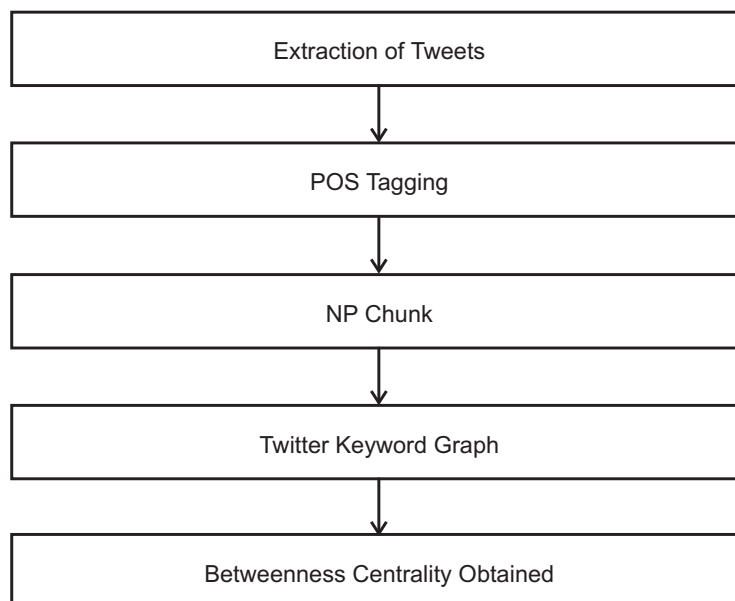 Extraction of Tweets
POS Tagging
NP Chunk
Twitter Keyword Graph
Betweenness Centrality Obtained